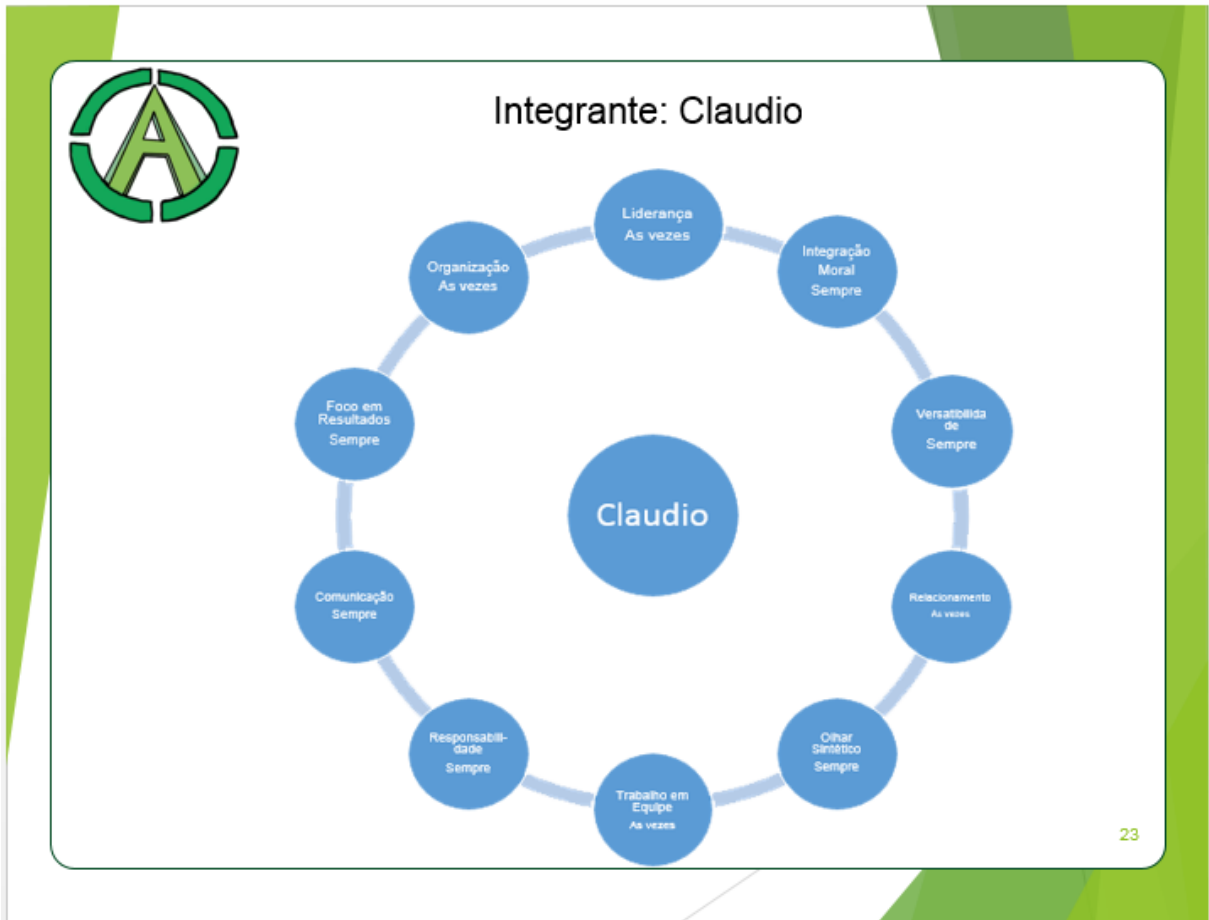 A
Integrante: Claudio
Liderança
As vezes
Integração
Moral
Sempre
Versatibilida
de
Sempre
Relacionamento
As vezes
Olhar
Sintético
Sempre
Trabalho em
Equipe
As vezes
Responsabili-
dade
Sempre
Comunicação
Sempre
Foco em
Resultados
Sempre
Organização
As vezes
Claudio
23